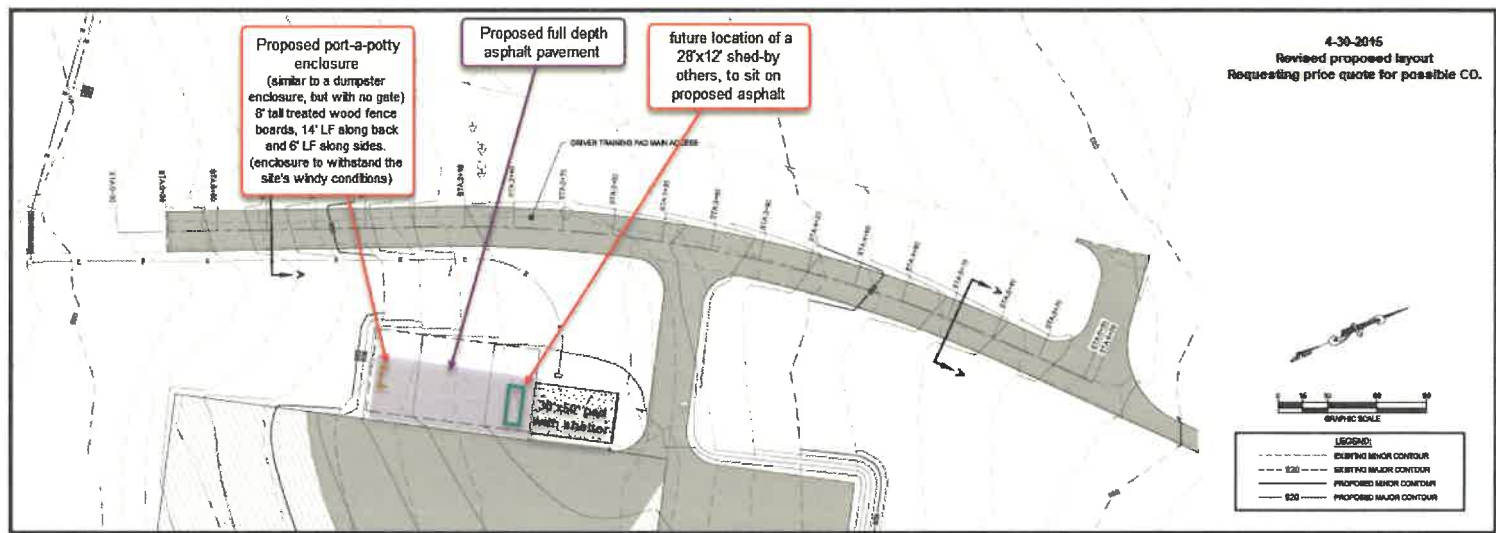 Proposed port-a-potty
enclosure
(similar to a dumpster
enclosure, but with no gate)
8' tall treated wood fence
boards, 14' LF along back
and 6' LF along sides.
(enclosure to withstand the
site's windy conditions)
Proposed full depth
asphalt pavement
future location of a
28'x12' shed-by
others, to sit on
proposed asphalt
4-30-2015
Revised proposed layout
Requesting price quote for possible CO.
DRIVER TRAINING PAD MAIN ACCESS
30'x50' pad
with shelter
GRAPHIC SCALE
LEGEND:
EXISTING MINOR CONTOUR
920 EXISTING MAJOR CONTOUR
PROPOSED MINOR CONTOUR
920 PROPOSED MAJOR CONTOUR